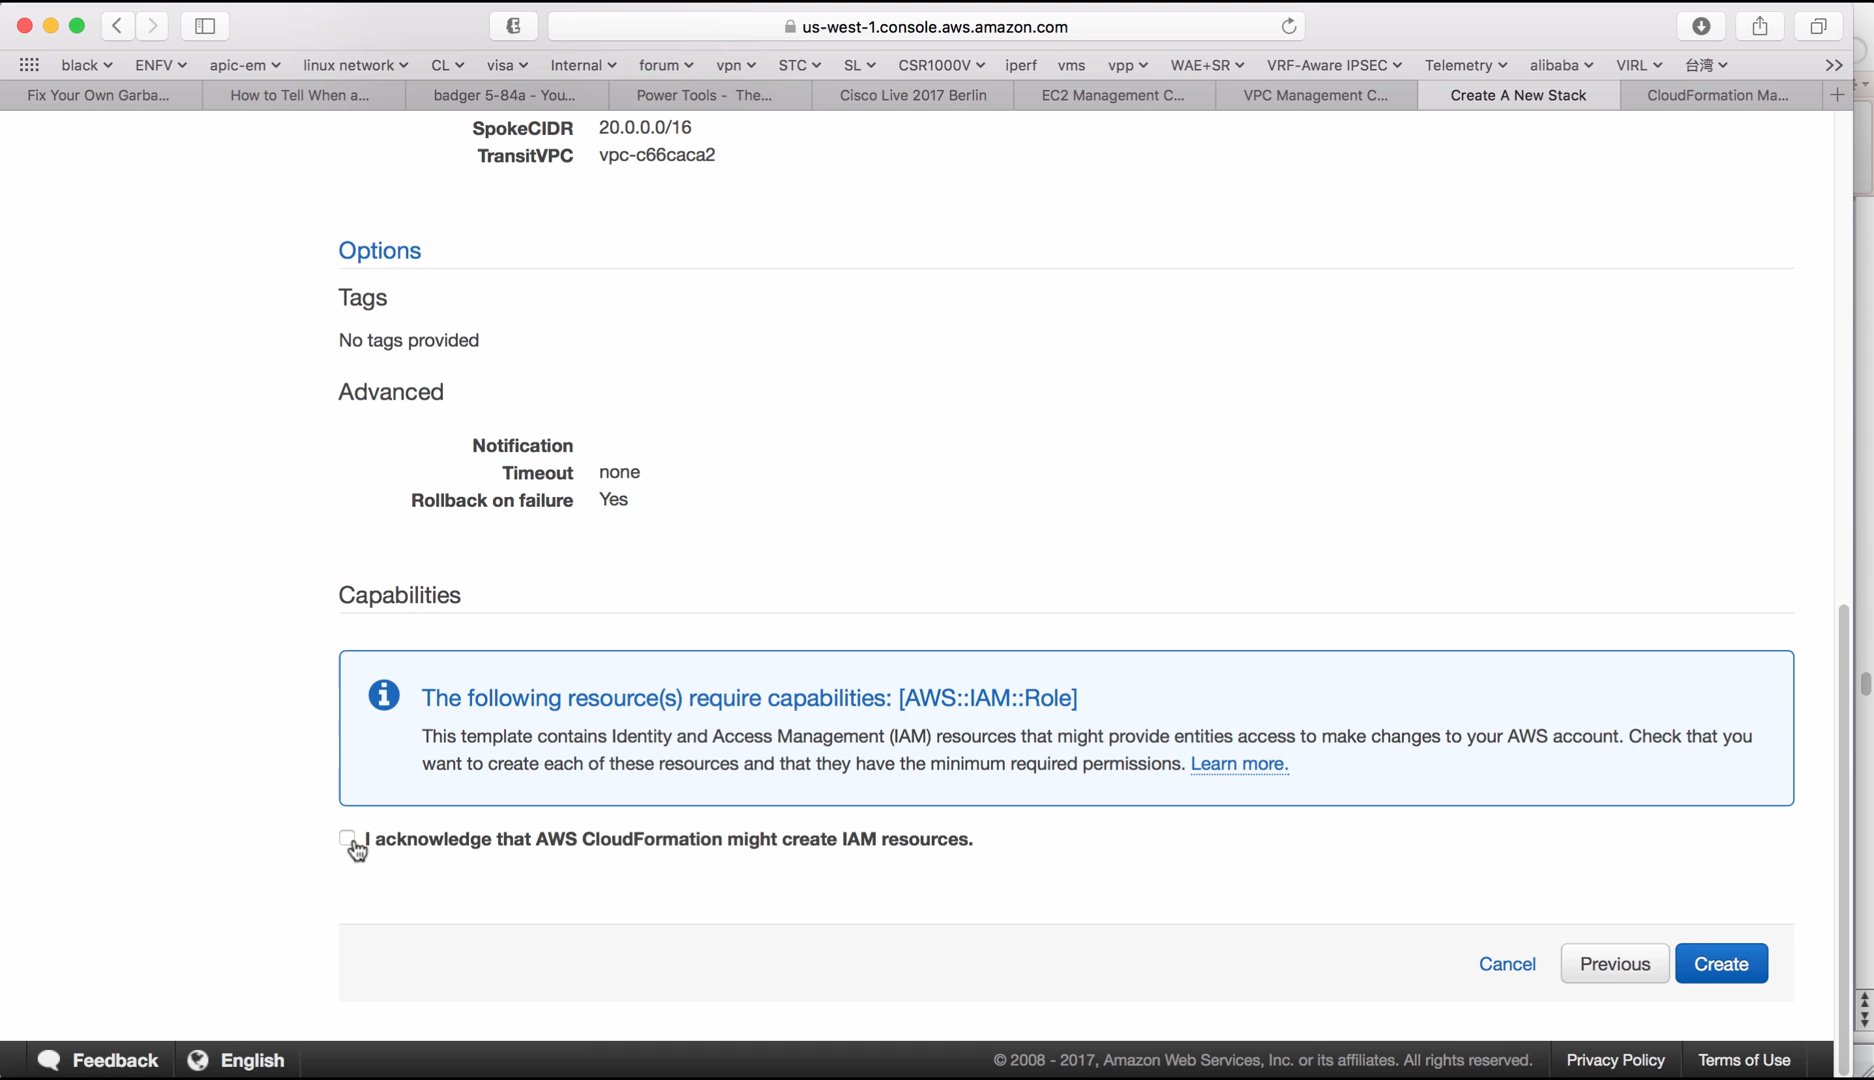 us-west-1.console.aws.amazon.com
black ENFV apic-em linux network CL visa Internal forum vpn STC SL CSR1000V iperf vms vpp WAE+SR VRF-Aware IPSEC Telemetry alibaba VIRL 台湾 >>
Fix Your Own Garba... How to Tell When a... badger 5-84a - You... Power Tools - The... Cisco Live 2017 Berlin EC2 Management C... VPC Management C... Create A New Stack CloudFormation Ma... +
SpokeCIDR 20.0.0.0/16
TransitVPC vpc-c66caca2
Options
Tags
No tags provided
Advanced
Notification
Timeout none
Rollback on failure Yes
Capabilities
The following resource(s) require capabilities: [AWS::IAM::Role]
This template contains Identity and Access Management (IAM) resources that might provide entities access to make changes to your AWS account. Check that you
want to create each of these resources and that they have the minimum required permissions. Learn more.
I acknowledge that AWS CloudFormation might create IAM resources.
Cancel Previous Create
Feedback English © 2008 - 2017, Amazon Web Services, Inc. or its affiliates. All rights reserved. Privacy Policy Terms of Use